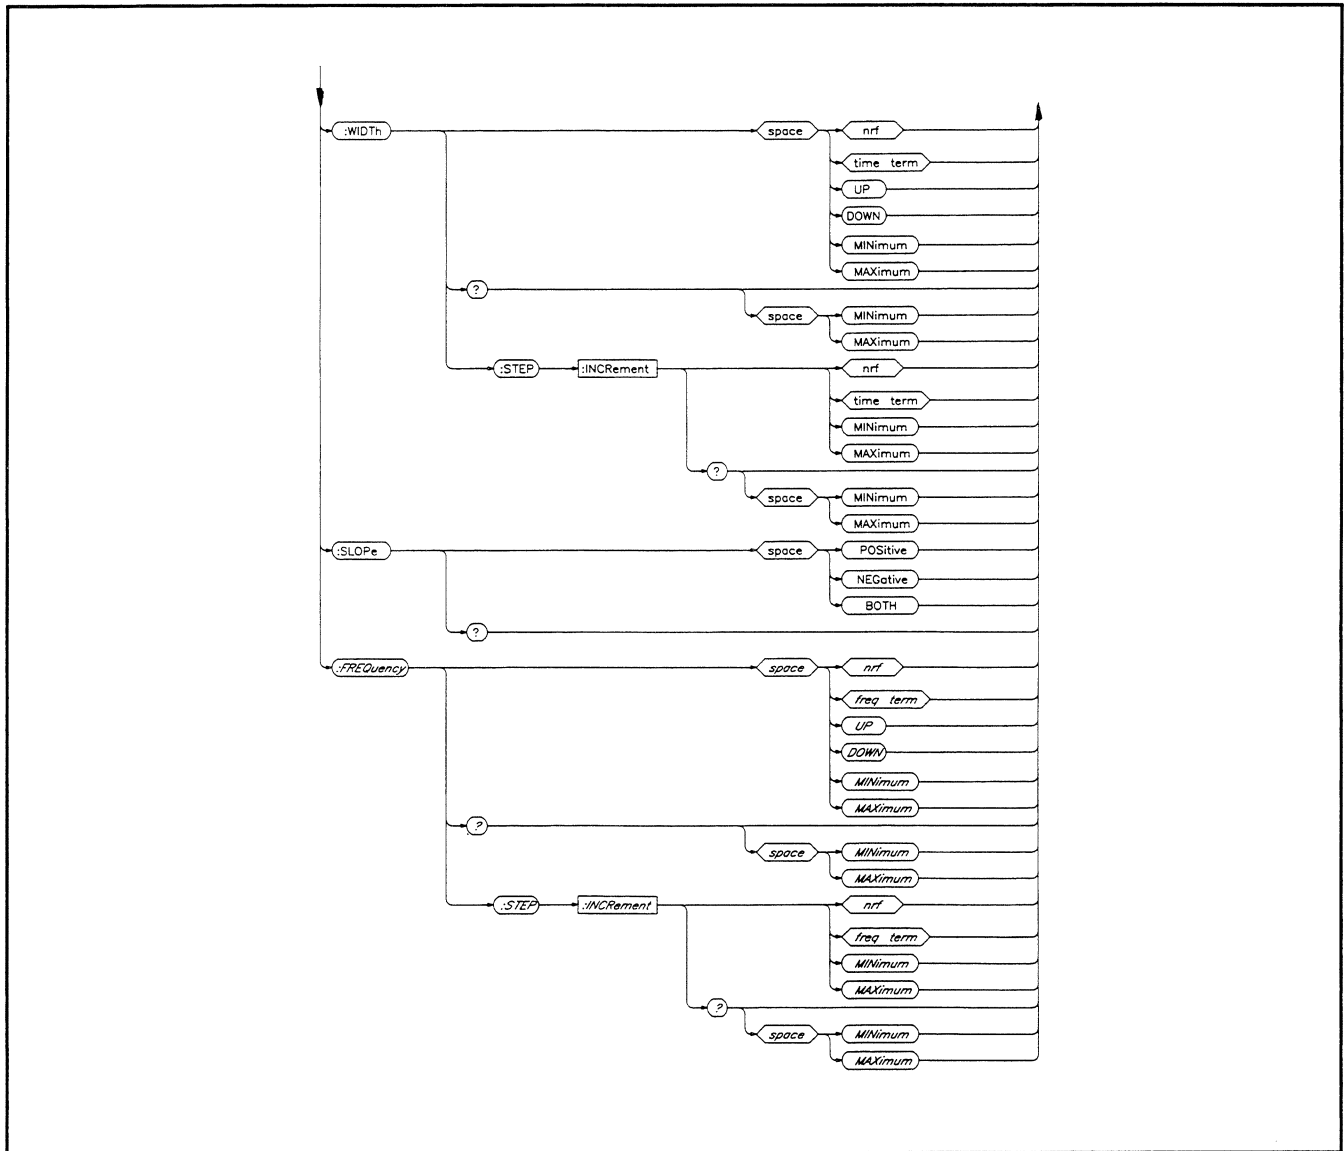 :WIDTh space nrf
time term
UP
DOWN
MINimum
MAXimum
?
space MINimum
MAXimum
:STEP :INCRement nrf
time term
MINimum
MAXimum
?
space MINimum
MAXimum
:SLOPe space POSitive
NEGative
BOTH
?
:FREQuency space nrf
freq term
UP
DOWN
MINimum
MAXimum
?
space MINimum
MAXimum
:STEP :INCRement nrf
freq term
MINimum
MAXimum
?
space MINimum
MAXimum